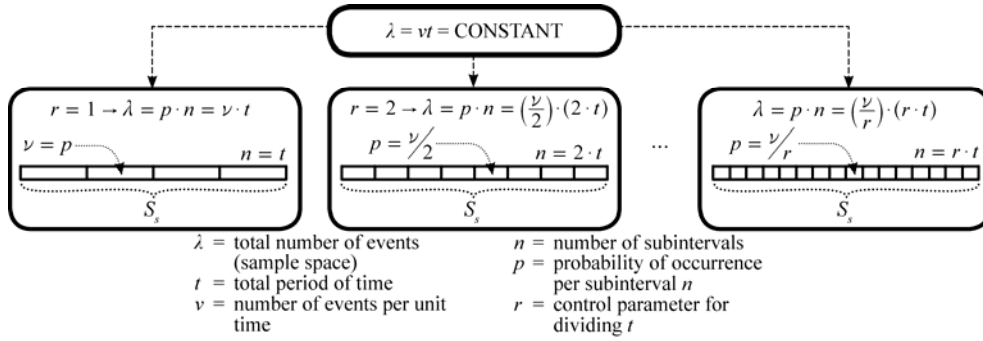 λ = vt = CONSTANT
r = 1 → λ = p · n = ν · t
ν = p
n = t
S_s
r = 2 → λ = p · n = (ν/2) · (2 · t)
p = ν/2
n = 2 · t
S_s
...
λ = p · n = (ν/r) · (r · t)
p = ν/r
n = r · t
S_s
λ = total number of events
(sample space)
t = total period of time
v = number of events per unit
time
n = number of subintervals
p = probability of occurrence
per subinterval n
r = control parameter for
dividing t